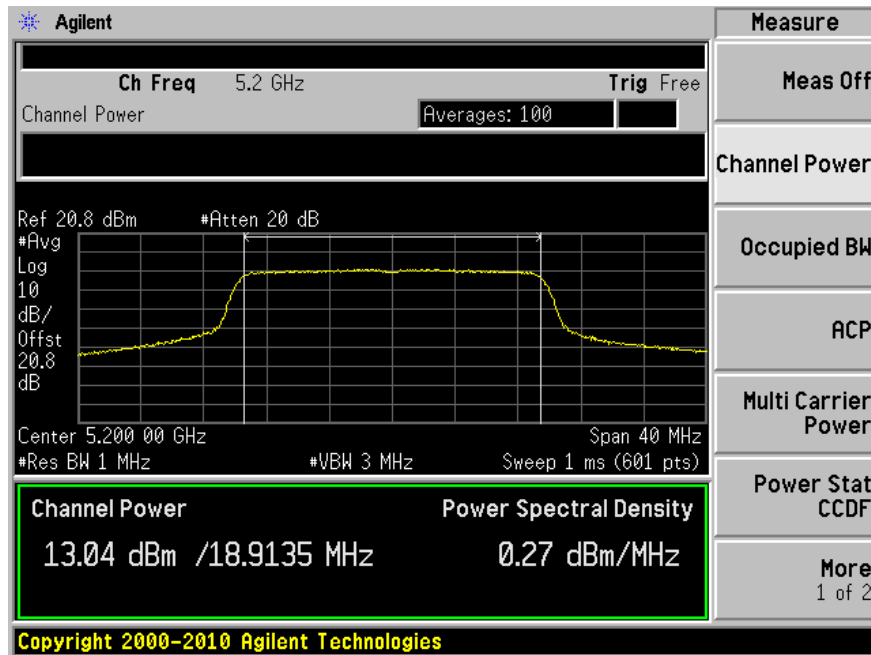 Agilent
Measure
Ch Freq 5.2 GHz Trig Free
Channel Power Averages: 100
Meas Off
Channel Power
Occupied BW
ACP
Multi Carrier
Power
Power Stat
CCDF
More
1 of 2
Ref 20.8 dBm #Atten 20 dB
#Avg
Log
10
dB/
Offst
20.8
dB
Center 5.200 00 GHz Span 40 MHz
#Res BW 1 MHz #VBW 3 MHz Sweep 1 ms (601 pts)
Channel Power Power Spectral Density
13.04 dBm /18.9135 MHz 0.27 dBm/MHz
Copyright 2000-2010 Agilent Technologies